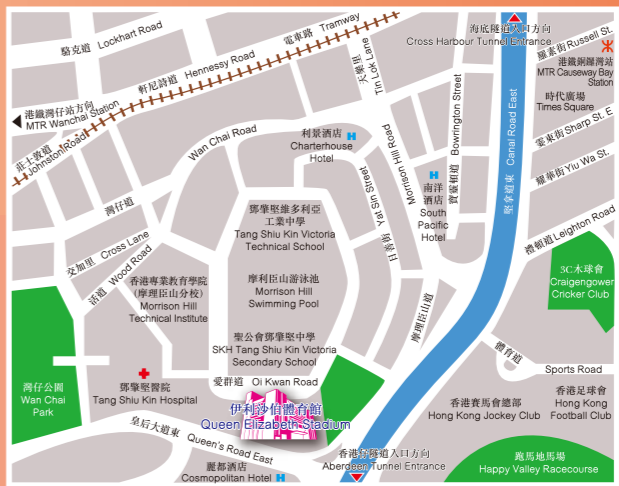 駱克道 Lockhart Road
電車路 Tramway
軒尼詩道 Hennessy Road
天樂里
Tin Lok Lane
海底隧道入口方向
Cross Harbour Tunnel Entrance
羅素街 Russell St.
港鐵銅鑼灣站
MTR Causeway Bay
Station
時代廣場
Times Square
港鐵灣仔站方向
MTR Wanchai Station
莊士敦道
Johnston Road
Wan Chai Road
利景酒店
Charterhouse
Hotel
Morrison Hill Road
寶靈頓道 Bowrington Street
堅拿道東 Canal Road East
霎東街 Sharp St. E
耀華街 Yiu Wa St.
南洋
酒店
South
Pacific
Hotel
灣仔道
交加里 Cross Lane
活道 Wood Road
鄧肇堅維多利亞
工業中學
Tang Shiu Kin Victoria
Technical School
日善街 Yat Sin Street
禮頓道 Leighton Road
香港專業教育學院
(摩理臣山分校)
Morrison Hill
Technical Institute
摩利臣山游泳池
Morrison Hill
Swimming Pool
摩理臣山道
3C木球會
Craigengower
Cricker Club
聖公會鄧肇堅中學
SKH Tang Shiu Kin Victoria
Secondary School
體育道
Sports Road
灣仔公園
Wan Chai
Park
鄧肇堅醫院
Tang Shiu Kin Hospital
愛群道 Oi Kwan Road
伊利沙伯體育館
Queen Elizabeth Stadium
香港賽馬會總部
Hong Kong Jockey Club
香港足球會
Hong Kong
Football Club
皇后大道東 Queen's Road East
麗都酒店
Cosmopolitan Hotel
香港仔隧道入口方向
Aberdeen Tunnel Entrance
跑馬地馬場
Happy Valley Racecourse